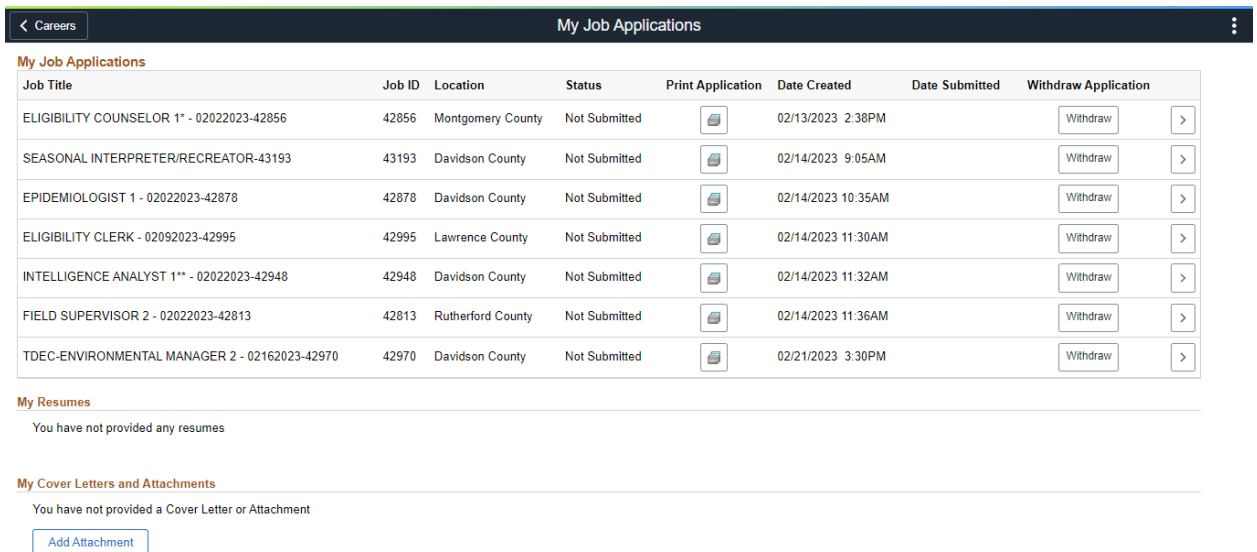 Careers
My Job Applications
My Job Applications
Job Title Job ID Location Status Print Application Date Created Date Submitted Withdraw Application
ELIGIBILITY COUNSELOR 1* - 02022023-42856 42856 Montgomery County Not Submitted 02/13/2023 2:38PM Withdraw
SEASONAL INTERPRETER/RECREATOR-43193 43193 Davidson County Not Submitted 02/14/2023 9:05AM Withdraw
EPIDEMIOLOGIST 1 - 02022023-42878 42878 Davidson County Not Submitted 02/14/2023 10:35AM Withdraw
ELIGIBILITY CLERK - 02092023-42995 42995 Lawrence County Not Submitted 02/14/2023 11:30AM Withdraw
INTELLIGENCE ANALYST 1** - 02022023-42948 42948 Davidson County Not Submitted 02/14/2023 11:32AM Withdraw
FIELD SUPERVISOR 2 - 02022023-42813 42813 Rutherford County Not Submitted 02/14/2023 11:36AM Withdraw
TDEC-ENVIRONMENTAL MANAGER 2 - 02162023-42970 42970 Davidson County Not Submitted 02/21/2023 3:30PM Withdraw
My Resumes
You have not provided any resumes
My Cover Letters and Attachments
You have not provided a Cover Letter or Attachment
Add Attachment